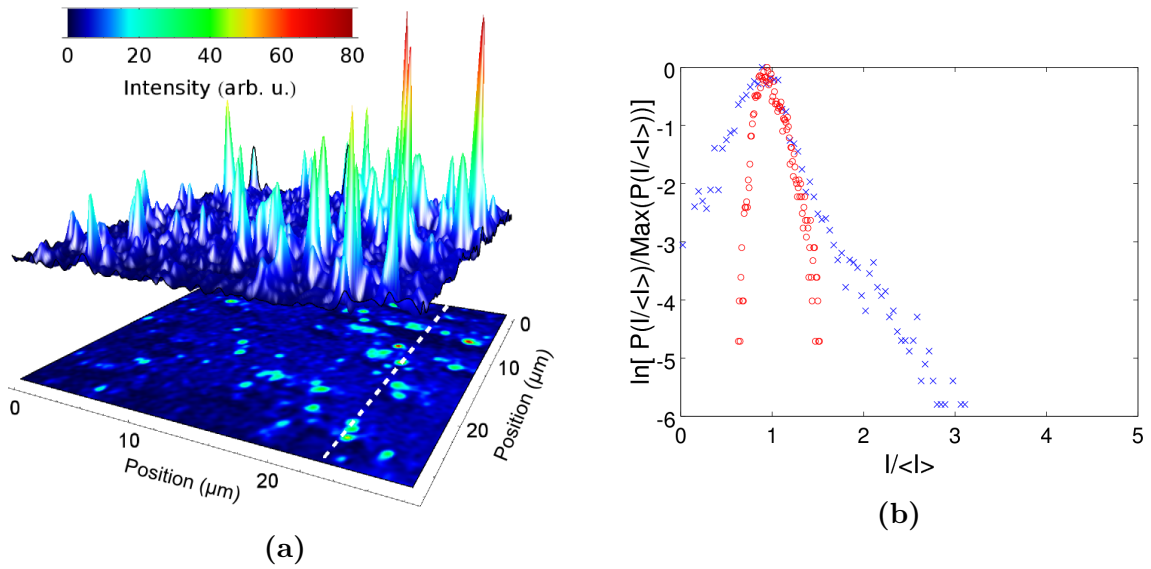 0 20 40 60 80
Intensity (arb. u.)
0
10
20
Position (µm)
0
10
20
Position (µm)
(a)
0
-1
-2
-3
-4
-5
-6
ln[ P(I/<I>)/Max(P(I/<I>))]
0 1 2 3 4 5
I/<I>
(b)